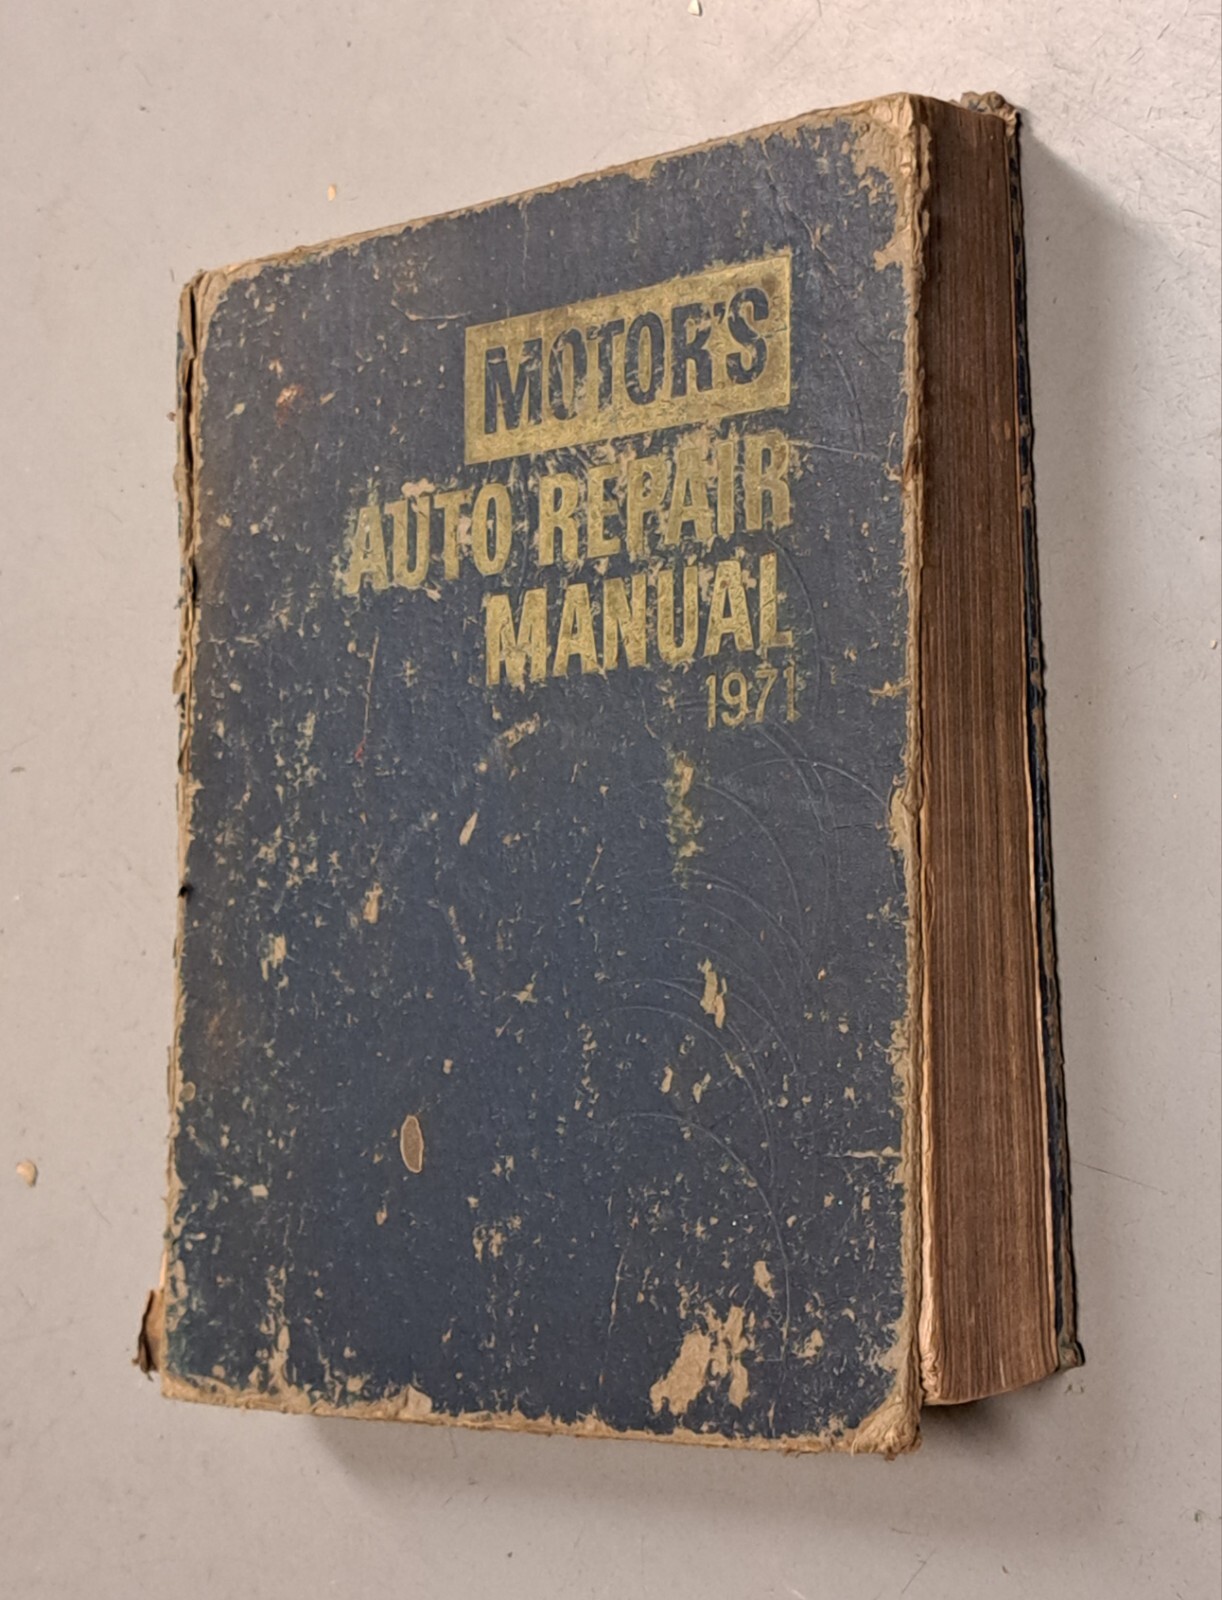 MOTOR'S
AUTO REPAIR
MANUAL
1971